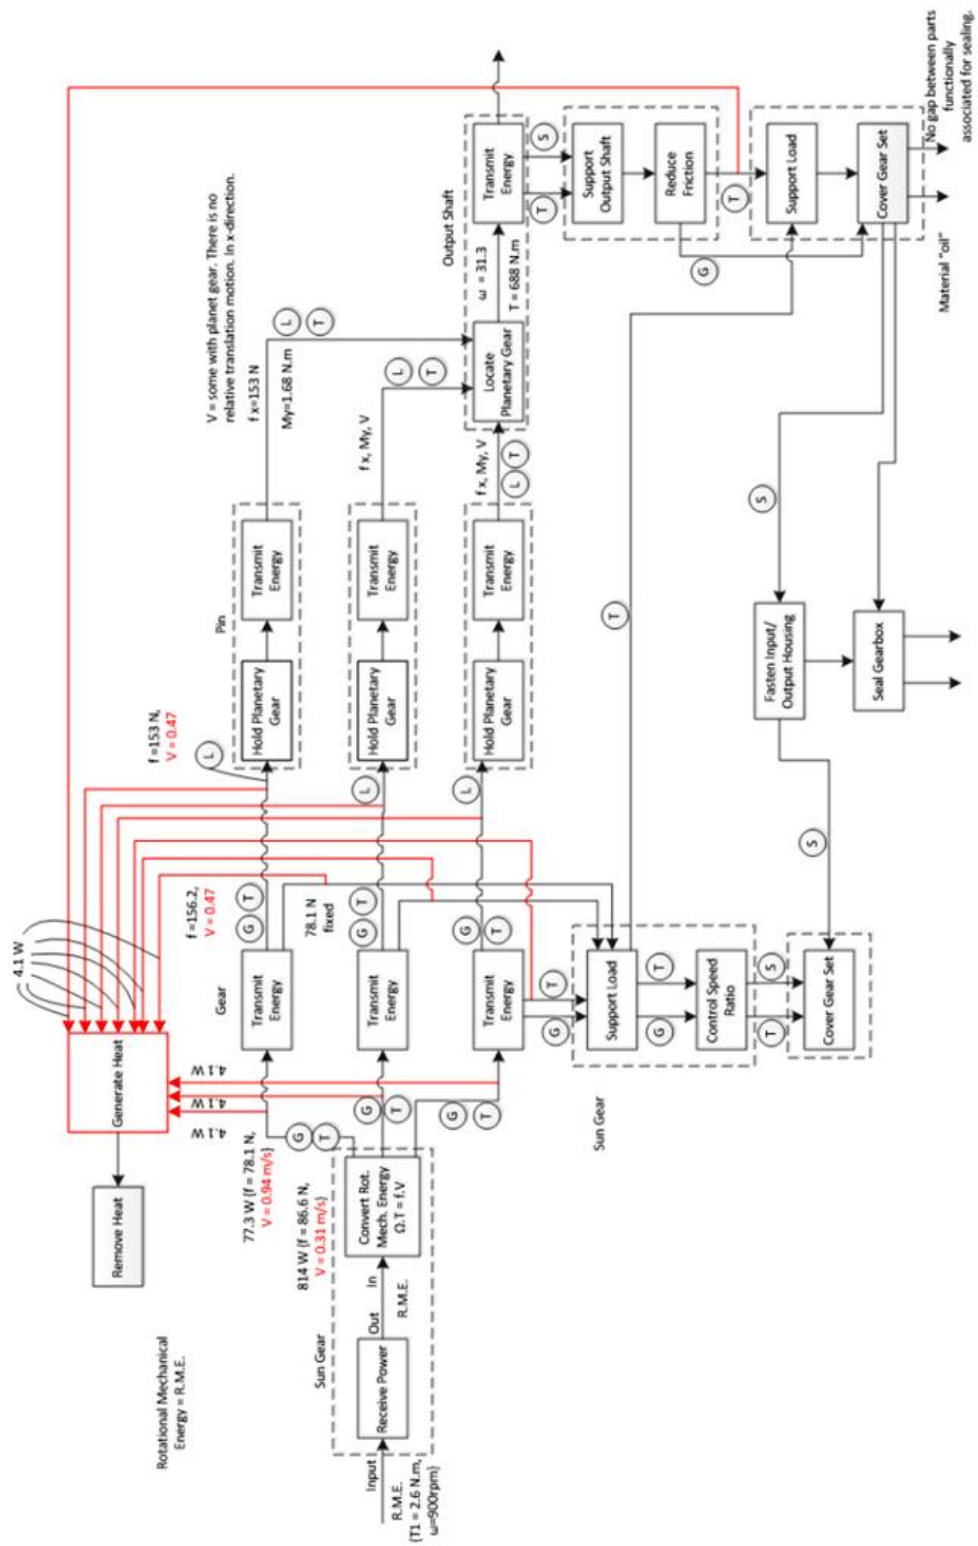 Rotational Mechanical
Energy = R.M.E.
Remove Heat
Generate Heat
4.1 W
4.1 W
4.1 W
4.1 W
Input
R.M.E.
(T1 = 2.6 N.m,
ω=900rpm)
Sun Gear
Receive Power
Out
In
R.M.E.
Convert Rot.
Mech. Energy
Ω.T = f.V
77.3 W (f = 78.1 N,
V = 0.94 m/s)
814 W (f = 86.6 N,
V = 0.31 m/s)
G
T
G
T
G
T
Gear
Transmit
Energy
Transmit
Energy
Transmit
Energy
f =156.2,
V = 0.47
G
T
78.1 N
fixed
G
T
G
T
f =153 N,
V = 0.47
L
L
L
Pin
Hold Planetary
Gear
Transmit
Energy
Hold Planetary
Gear
Transmit
Energy
Hold Planetary
Gear
Transmit
Energy
V = some with planet gear. There is no
relative translation motion. In x-direction.
f x=153 N
My=1.68 N.m
L
T
f x, My, V
L
T
f x, My, V
L
T
Output Shaft
Locate
Planetary Gear
ω = 31.3
T = 688 N.m
Transmit
Energy
T
S
Support
Output Shaft
Reduce
Friction
G
T
Support Load
Cover Gear Set
Material "oil"
No gap between parts
functionally
associated for sealing.
Sun Gear
G
T
Support Load
G
T
Control Speed
Ratio
T
S
Cover Gear Set
T
S
S
Fasten Input/
Output Housing
Seal Gearbox